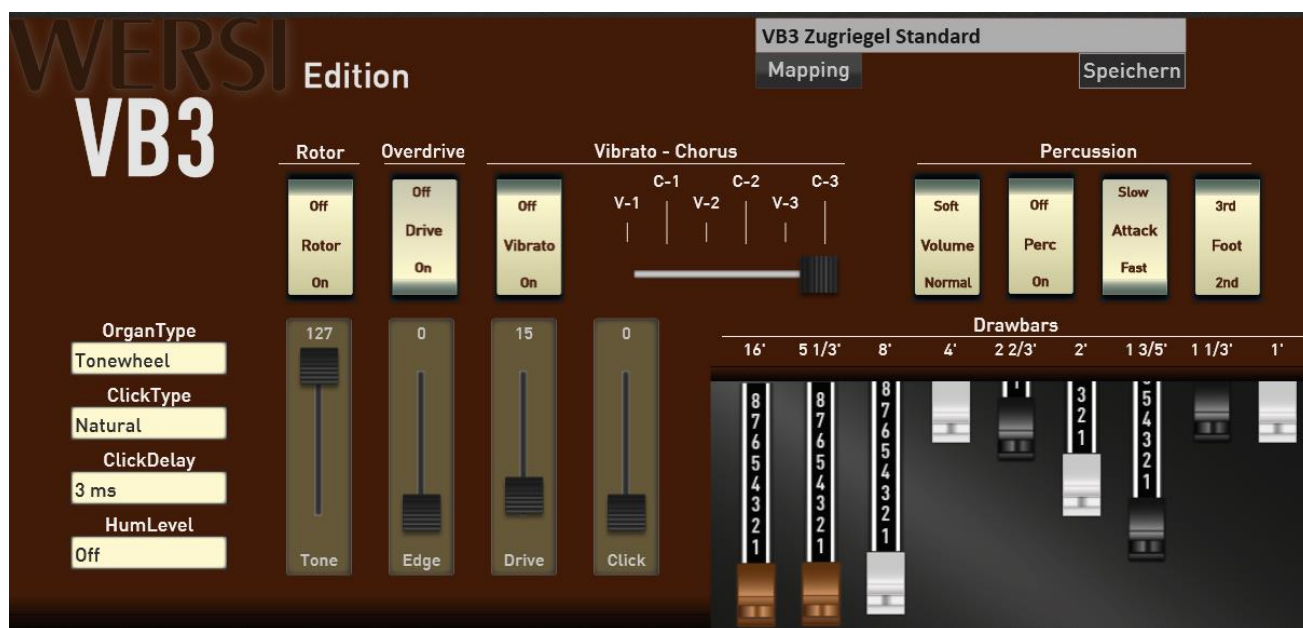 WERSI
Edition
VB3
VB3 Zugriegel Standard
Mapping
Speichern
Rotor
Overdrive
Vibrato - Chorus
Percussion
Off
Rotor
On
Off
Drive
On
Off
Vibrato
On
C-1 C-2 C-3
V-1 V-2 V-3
Soft
Volume
Normal
Off
Perc
On
Slow
Attack
Fast
3rd
Foot
2nd
OrganType
Tonewheel
ClickType
Natural
ClickDelay
3 ms
HumLevel
Off
127
Tone
0
Edge
15
Drive
0
Click
Drawbars
16' 5 1/3' 8' 4' 2 2/3' 2' 1 3/5' 1 1/3' 1'
8
7
6
5
4
3
2
1
8
7
6
5
4
3
2
1
8
7
6
5
4
3
2
1
1
3
2
1
5
4
3
2
1